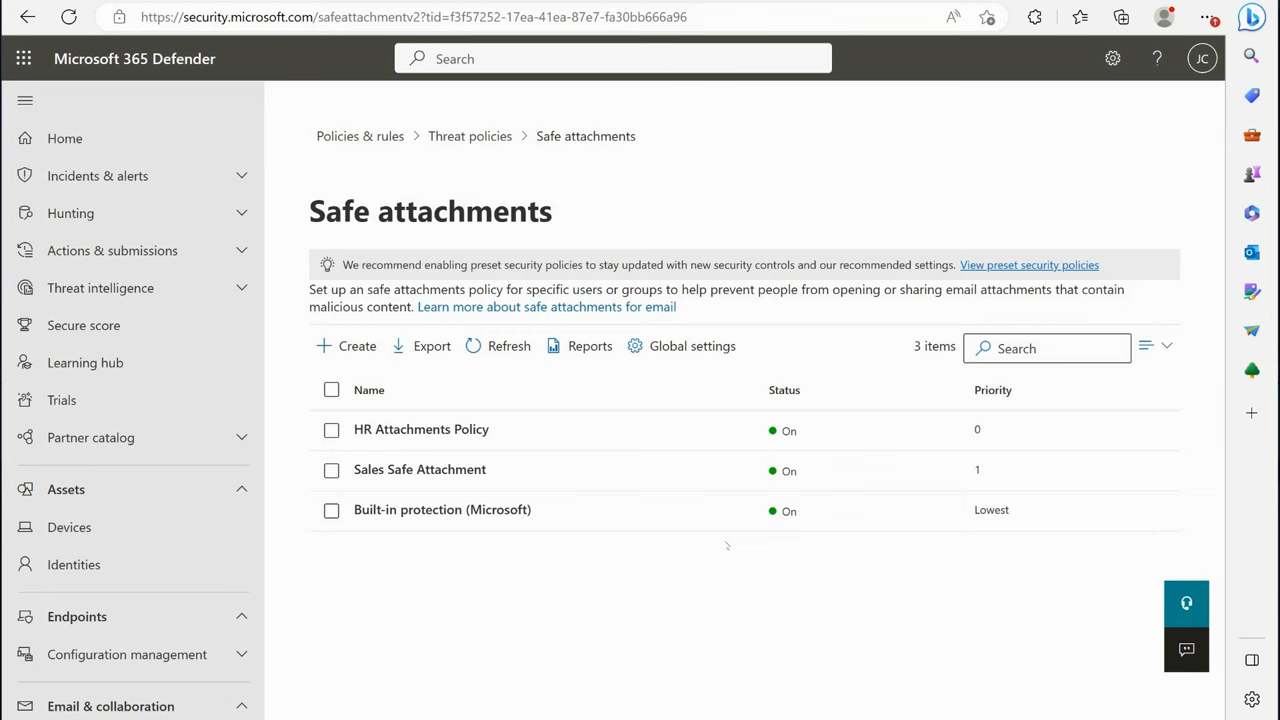 https://security.microsoft.com/safeattachmentv2?tid=f3f57252-17ea-41ea-87e7-fa30bb666a96
Microsoft 365 Defender
Search
JC
Home
Incidents & alerts
Hunting
Actions & submissions
Threat intelligence
Secure score
Learning hub
Trials
Partner catalog
Assets
Devices
Identities
Endpoints
Configuration management
Email & collaboration
Policies & rules > Threat policies > Safe attachments
Safe attachments
We recommend enabling preset security policies to stay updated with new security controls and our recommended settings. View preset security policies
Set up an safe attachments policy for specific users or groups to help prevent people from opening or sharing email attachments that contain
malicious content. Learn more about safe attachments for email
Create Export Refresh Reports Global settings 3 items Search
Name Status Priority
HR Attachments Policy On 0
Sales Safe Attachment On 1
Built-in protection (Microsoft) On Lowest